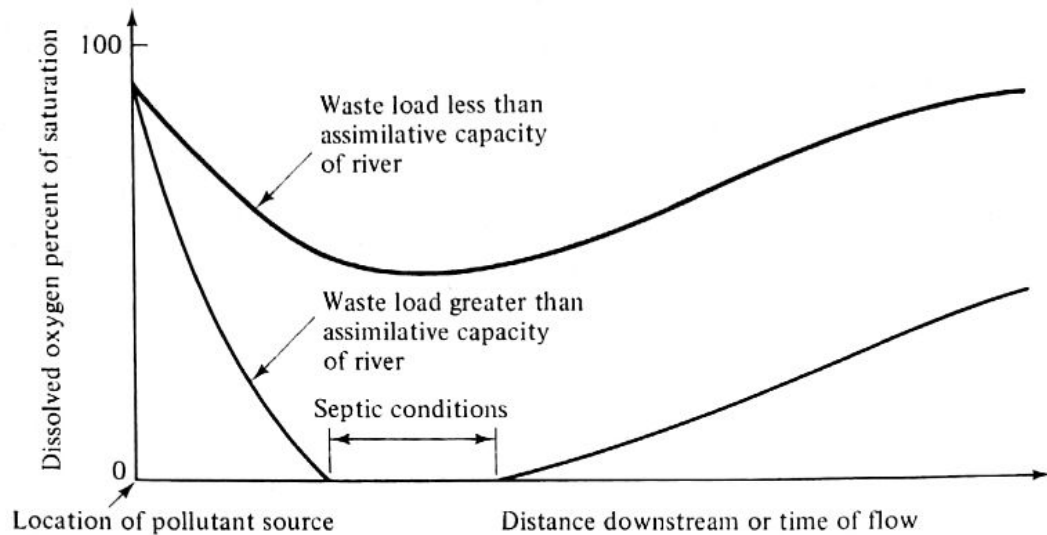 Dissolved oxygen percent of saturation
100
Waste load less than
assimilative capacity
of river
Waste load greater than
assimilative capacity
of river
Septic conditions
0
Location of pollutant source
Distance downstream or time of flow